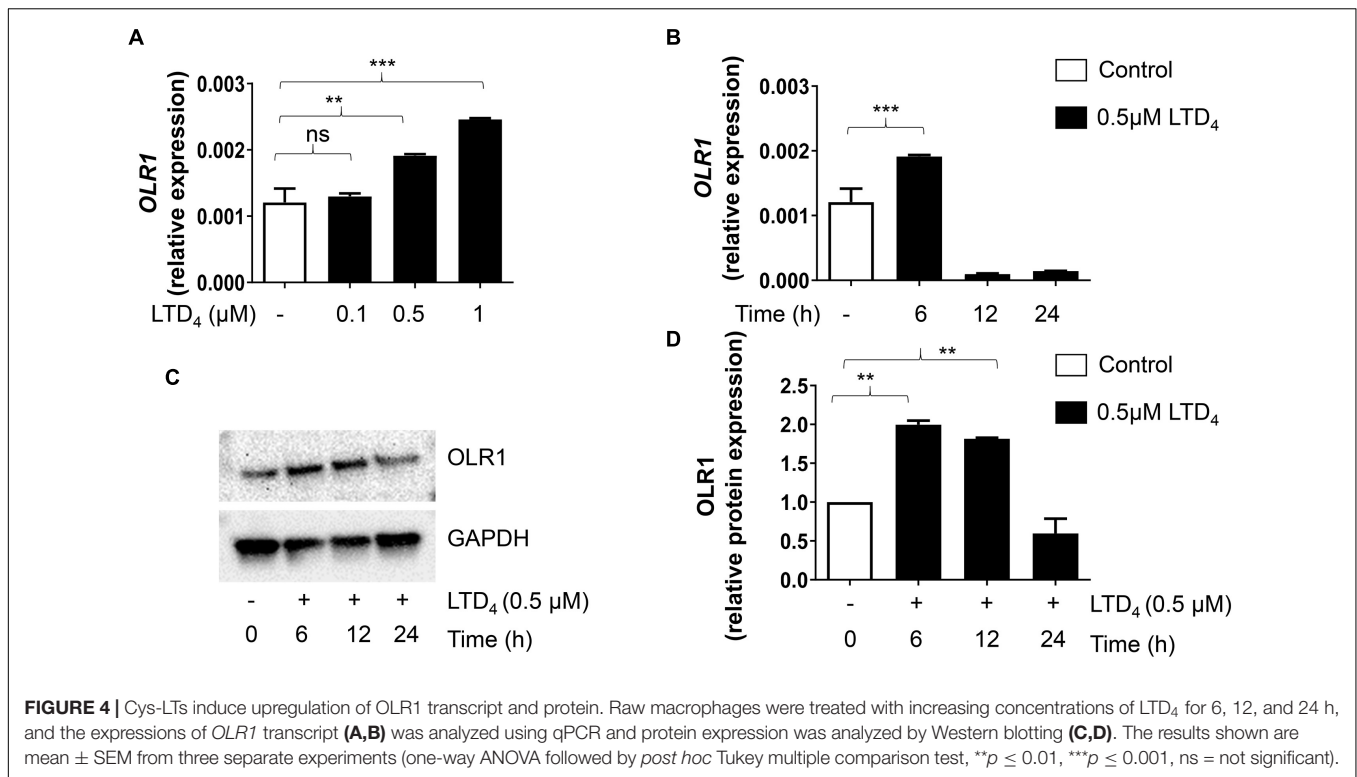 A
OLR1
(relative expression)
0.003
0.002
0.001
0.000
***
**
ns
LTD4 (µM) - 0.1 0.5 1
B
OLR1
(relative expression)
0.003
0.002
0.001
0.000
***
Time (h) - 6 12 24
Control
0.5µM LTD4
C
OLR1
GAPDH
- + + + LTD4 (0.5 µM)
0 6 12 24 Time (h)
D
OLR1
(relative protein expression)
2.5
2.0
1.5
1.0
0.5
0.0
**
**
- + + + LTD4 (0.5 µM)
0 6 12 24 Time (h)
Control
0.5µM LTD4
FIGURE 4 | Cys-LTs induce upregulation of OLR1 transcript and protein. Raw macrophages were treated with increasing concentrations of LTD4 for 6, 12, and 24 h,
and the expressions of OLR1 transcript (A,B) was analyzed using qPCR and protein expression was analyzed by Western blotting (C,D). The results shown are
mean ± SEM from three separate experiments (one-way ANOVA followed by post hoc Tukey multiple comparison test, **p ≤ 0.01, ***p ≤ 0.001, ns = not significant).